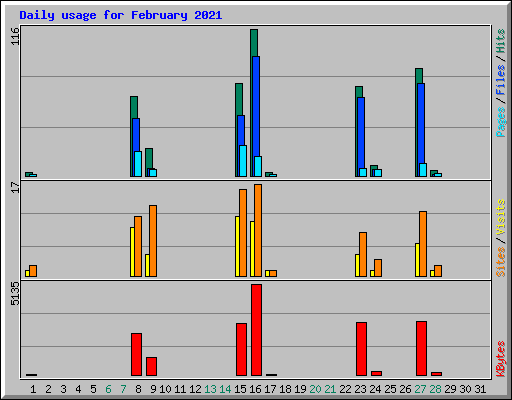 Daily usage for February 2021
116
Pages / Files / Hits
17
Sites / Visits
5135
KBytes
1 2 3 4 5 6 7 8 9 10 11 12 13 14 15 16 17 18 19 20 21 22 23 24 25 26 27 28 29 30 31